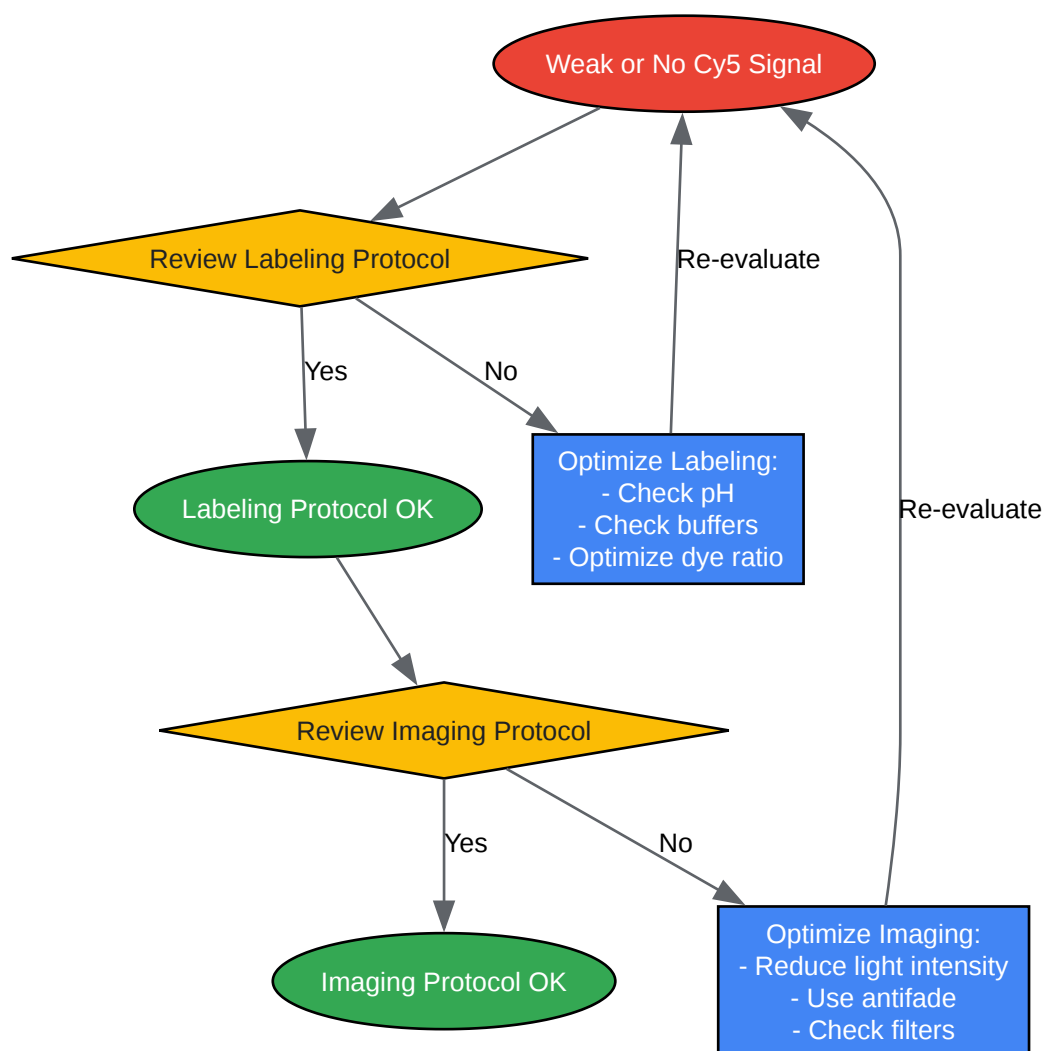 Weak or No Cy5 Signal
Review Labeling Protocol
Re-evaluate
Yes
No
Optimize Labeling:
- Check pH
- Check buffers
- Optimize dye ratio
Labeling Protocol OK
Re-evaluate
Review Imaging Protocol
Yes
No
Optimize Imaging:
- Reduce light intensity
- Use antifade
- Check filters
Imaging Protocol OK